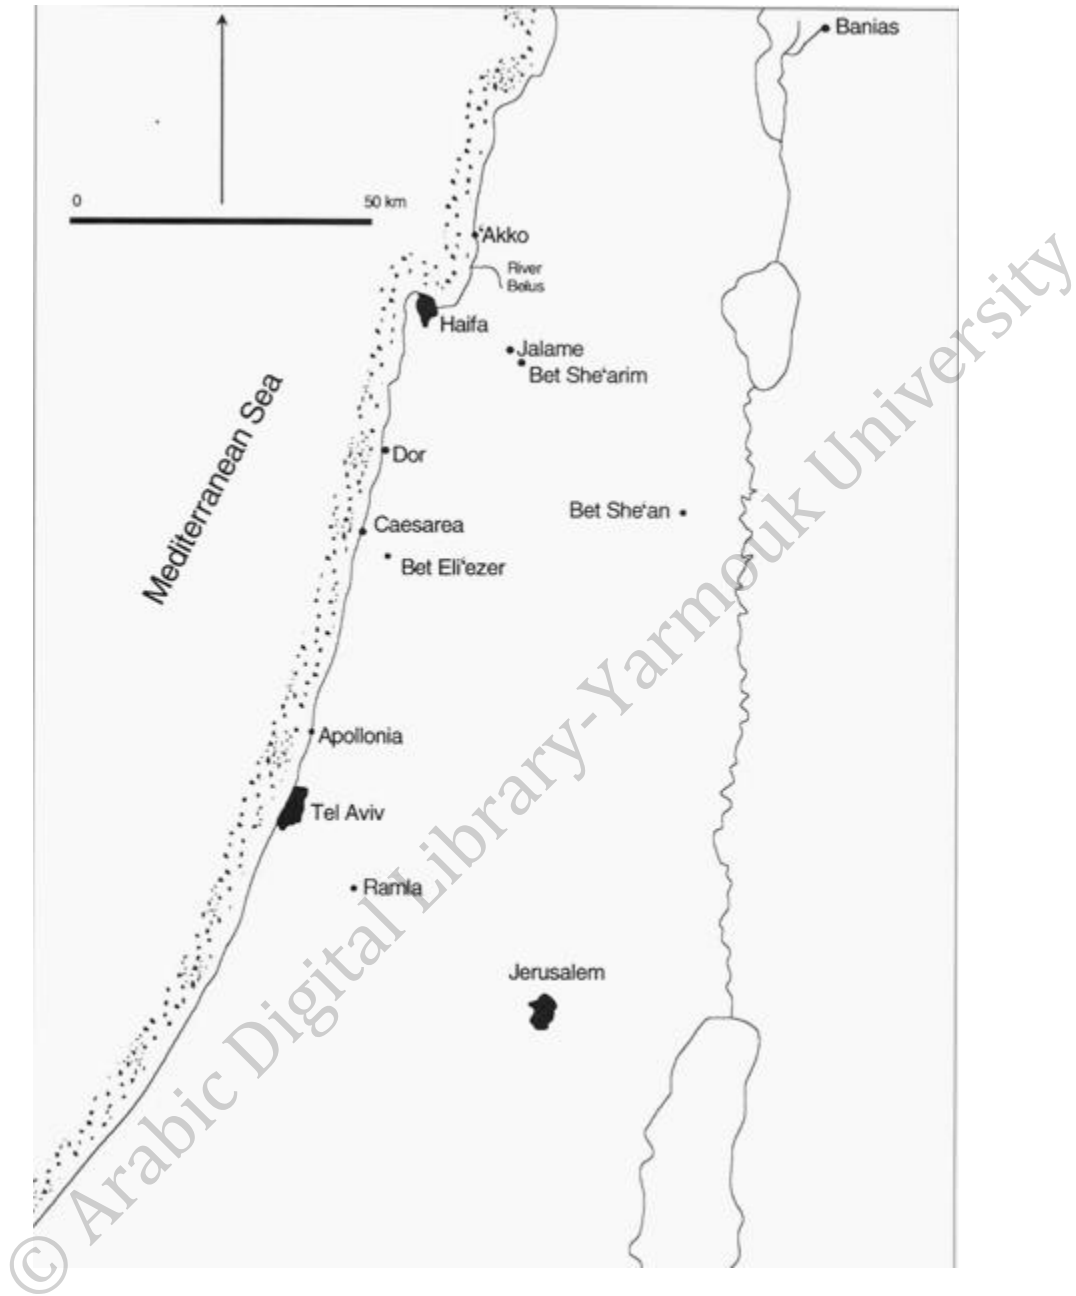 Banias
0 50 km
‘Akko
River
Belus
Haifa
Jalame
Bet She‘arim
Mediterranean Sea
Dor
Bet She‘an
Caesarea
Bet Eli‘ezer
Apollonia
Tel Aviv
Ramla
Jerusalem
© Arabic Digital Library-Yarmouk University